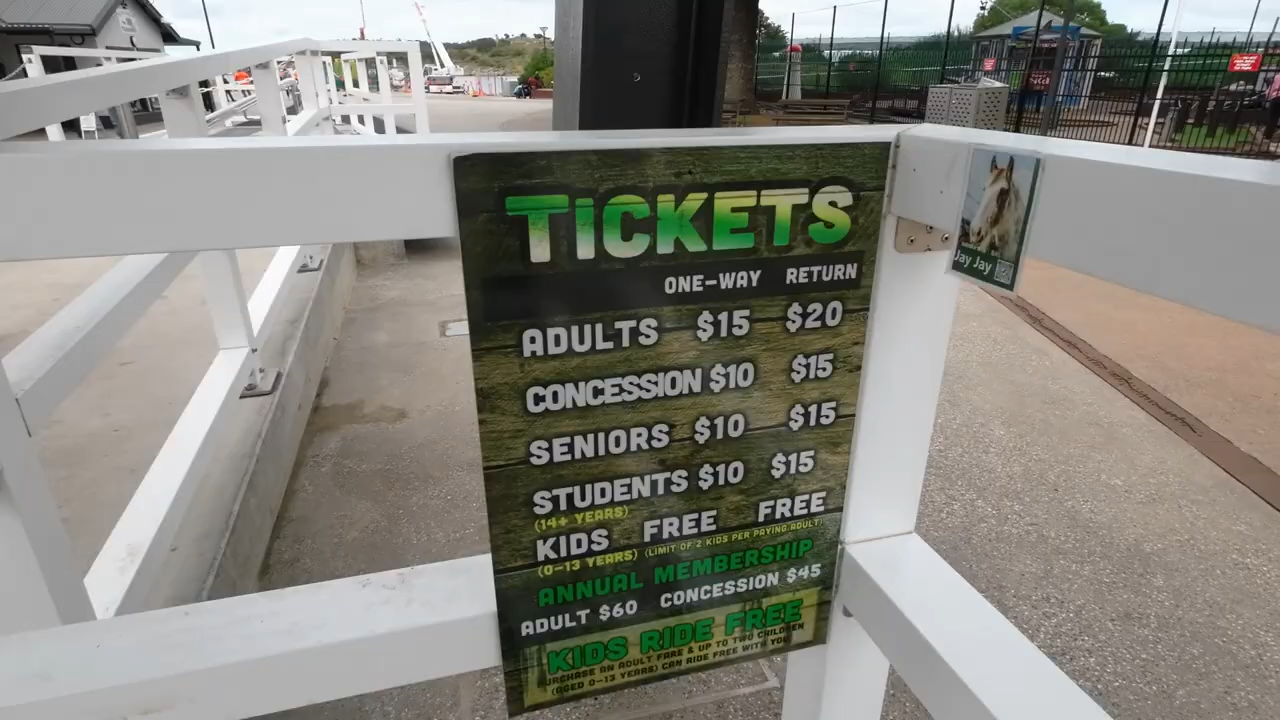 TICKETS
ONE-WAY RETURN
ADULTS $15 $20
CONCESSION $10 $15
SENIORS $10 $15
STUDENTS $10 $15
(14+ YEARS)
KIDS FREE FREE
(0-13 YEARS) (LIMIT OF 2 KIDS PER PAYING ADULT)
ANNUAL MEMBERSHIP
ADULT $60 CONCESSION $45
KIDS RIDE FREE
PURCHASE AN ADULT FARE & UP TO TWO CHILDREN
(AGED 0-13 YEARS) CAN RIDE FREE WITH YOU
Jay Jay